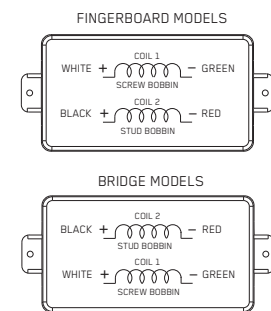 FINGERBOARD MODELS
COIL 1
WHITE + − GREEN
SCREW BOBBIN
COIL 2
BLACK + − RED
STUD BOBBIN
BRIDGE MODELS
COIL 2
BLACK + − RED
STUD BOBBIN
COIL 1
WHITE + − GREEN
SCREW BOBBIN